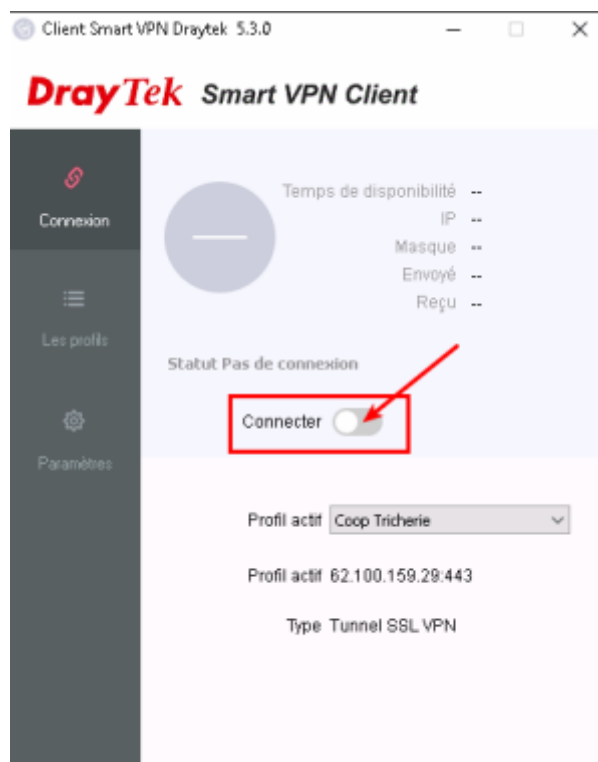 Client Smart VPN Draytek 5.3.0
DrayTek Smart VPN Client
Connexion
Les profils
Paramètres
Temps de disponibilité --
IP --
Masque --
Envoyé --
Reçu --
Statut Pas de connexion
Connecter
Profil actif Coop Tricherie
Profil actif 62.100.159.29:443
Type Tunnel SSL VPN